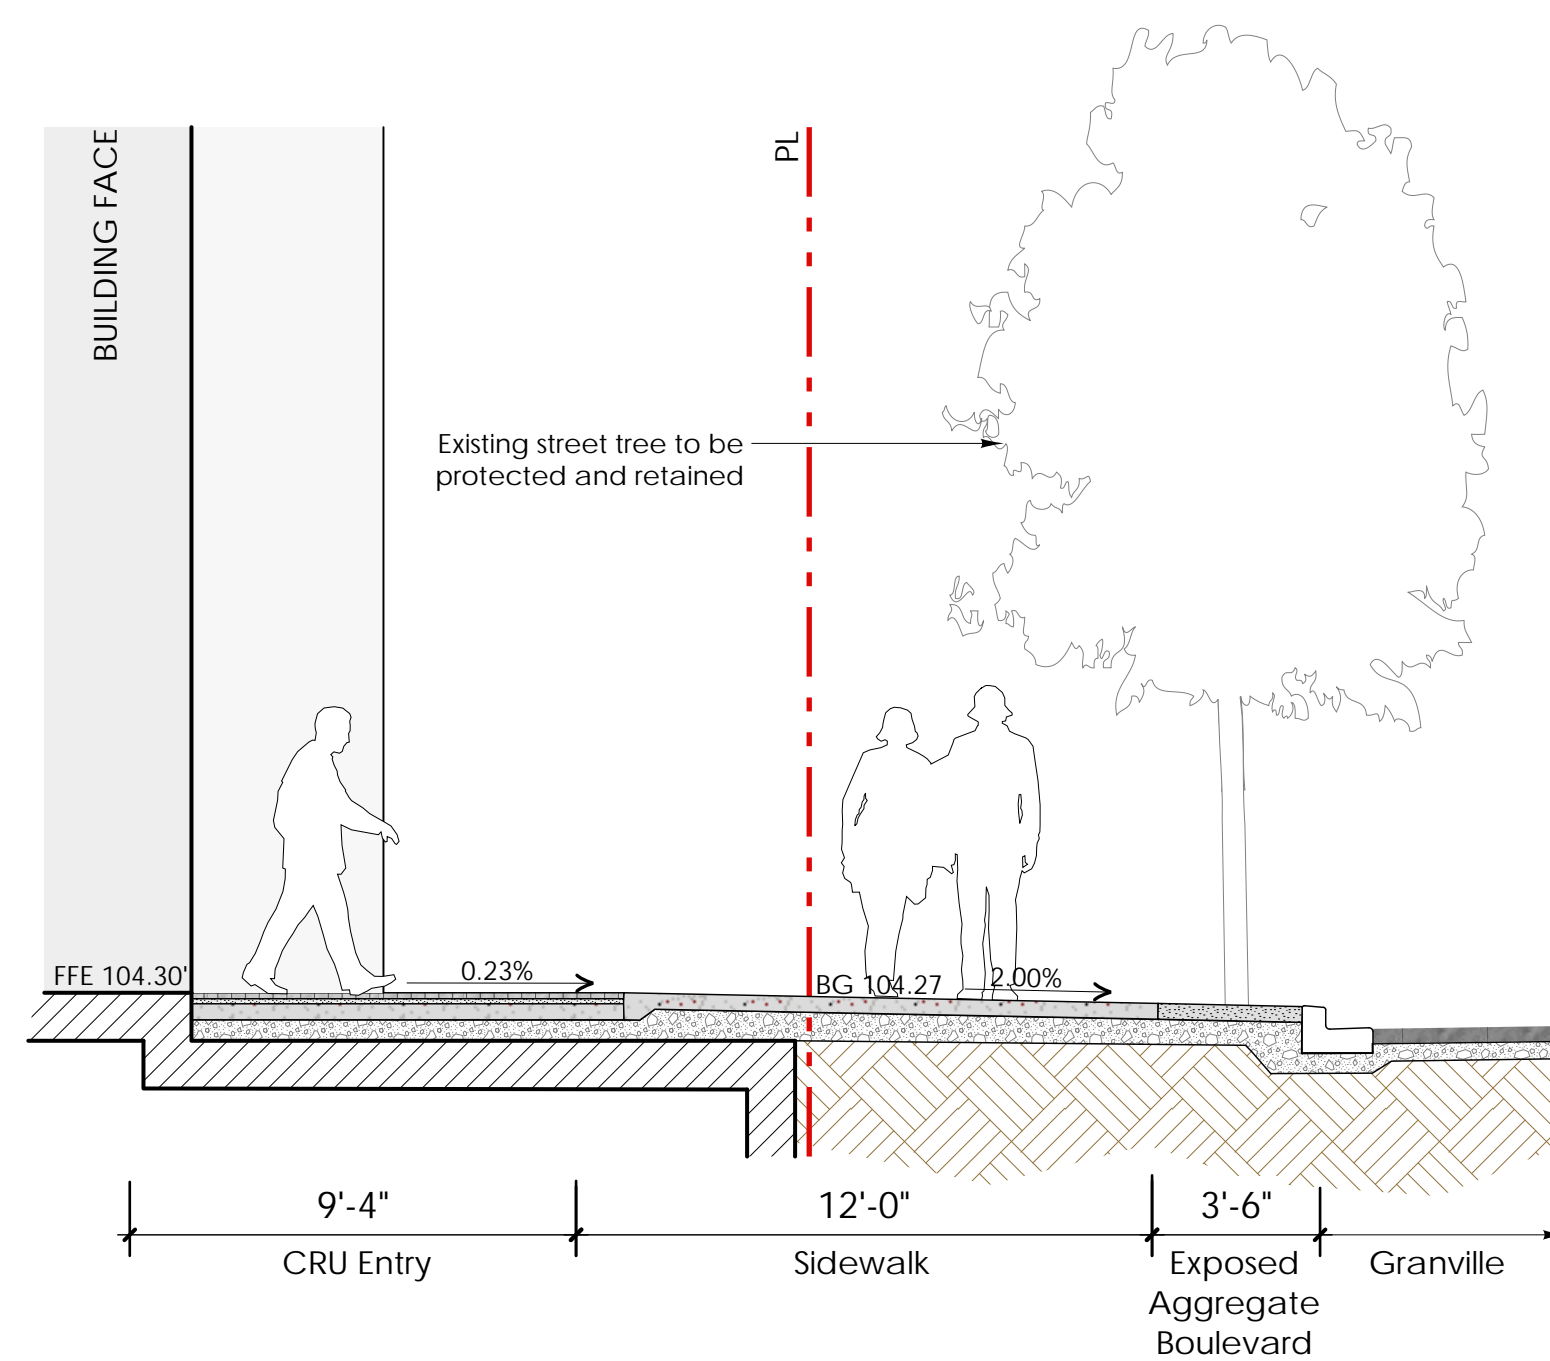 BUILDING FACE
PL
Existing street tree to be
protected and retained
FFE 104.30'
0.23%
BG 104.27
2.00%
9'-4"
12'-0"
3'-6"
CRU Entry
Sidewalk
Exposed
Aggregate
Boulevard
Granville